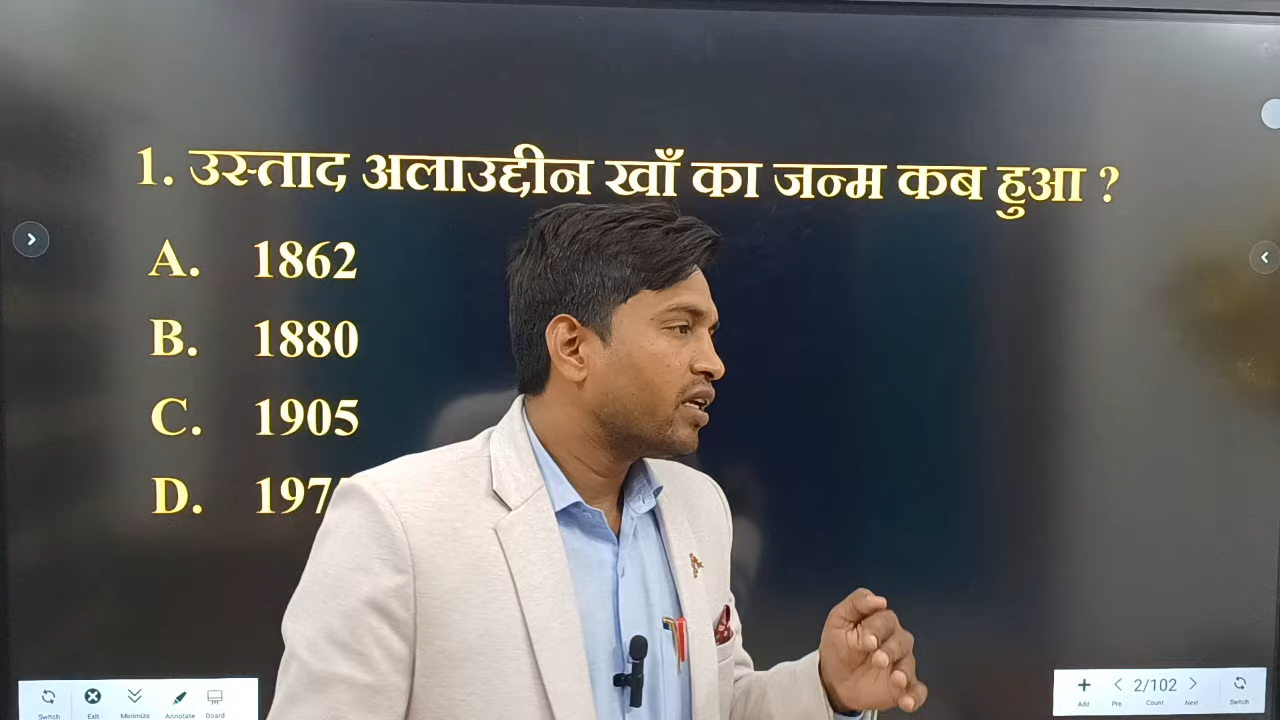 1. उस्ताद अलाउद्दीन खाँ का जन्म कब हुआ ?
A. 1862
B. 1880
C. 1905
D.
Switch
Exit
Minimize
Annotate
Board
Add
Pre
2/102
Count
Next
Switch